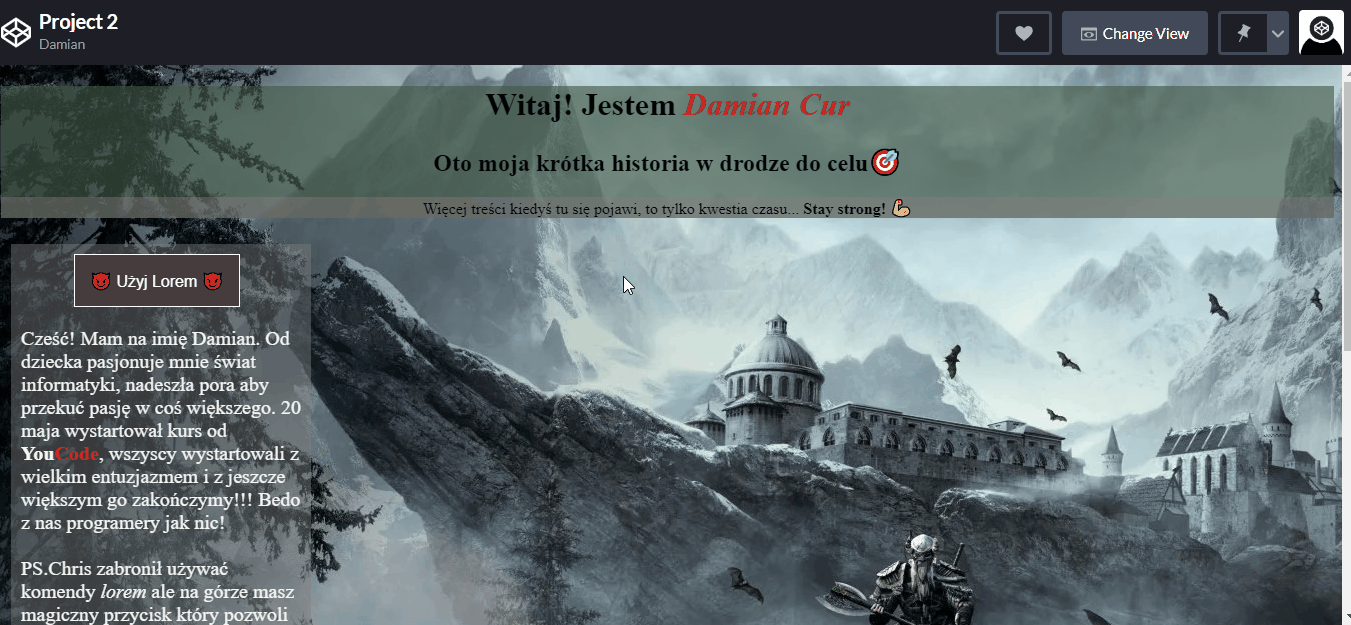 Project 2
Damian
Change View
Witaj! Jestem Damian Cur
Oto moja krótka historia w drodze do celu🎯
Więcej treści kiedyś tu się pojawi, to tylko kwestia czasu... Stay strong! 💪
😈 Użyj Lorem 😈
Cześć! Mam na imię Damian. Od
dziecka pasjonuje mnie świat
informatyki, nadeszła pora aby
przekuć pasję w coś większego. 20
maja wystartował kurs od
YouCode, wszyscy wystartowali z
wielkim entuzjazmem i z jeszcze
większym go zakończymy!!! Bedo
z nas programery jak nic!
PS.Chris zabronił używać
komendy lorem ale na górze masz
magiczny przycisk który pozwoli